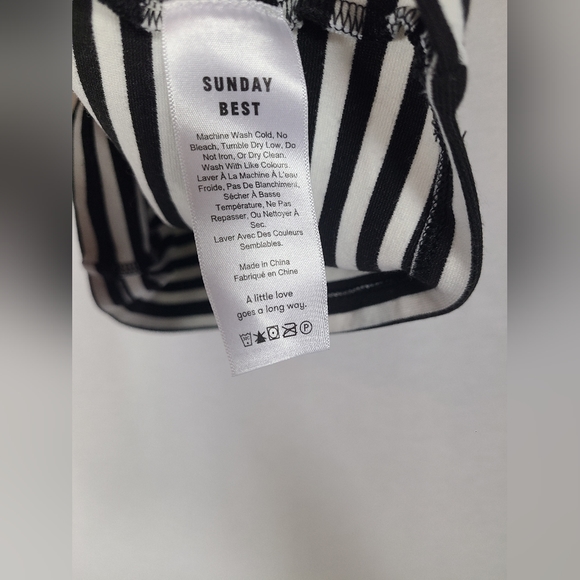 SUNDAY
BEST
Machine Wash Cold, No
Bleach, Tumble Dry Low, Do
Not Iron, Or Dry Clean.
Wash With Like Colours.
Laver À La Machine À L'eau
Froide, Pas De Blanchiment,
Sécher À Basse
Température, Ne Pas
Repasser, Ou Nettoyer À
Sec.
Laver Avec Des Couleurs
Semblables.
Made in China
Fabriqué en Chine
A little love
goes a long way.
P